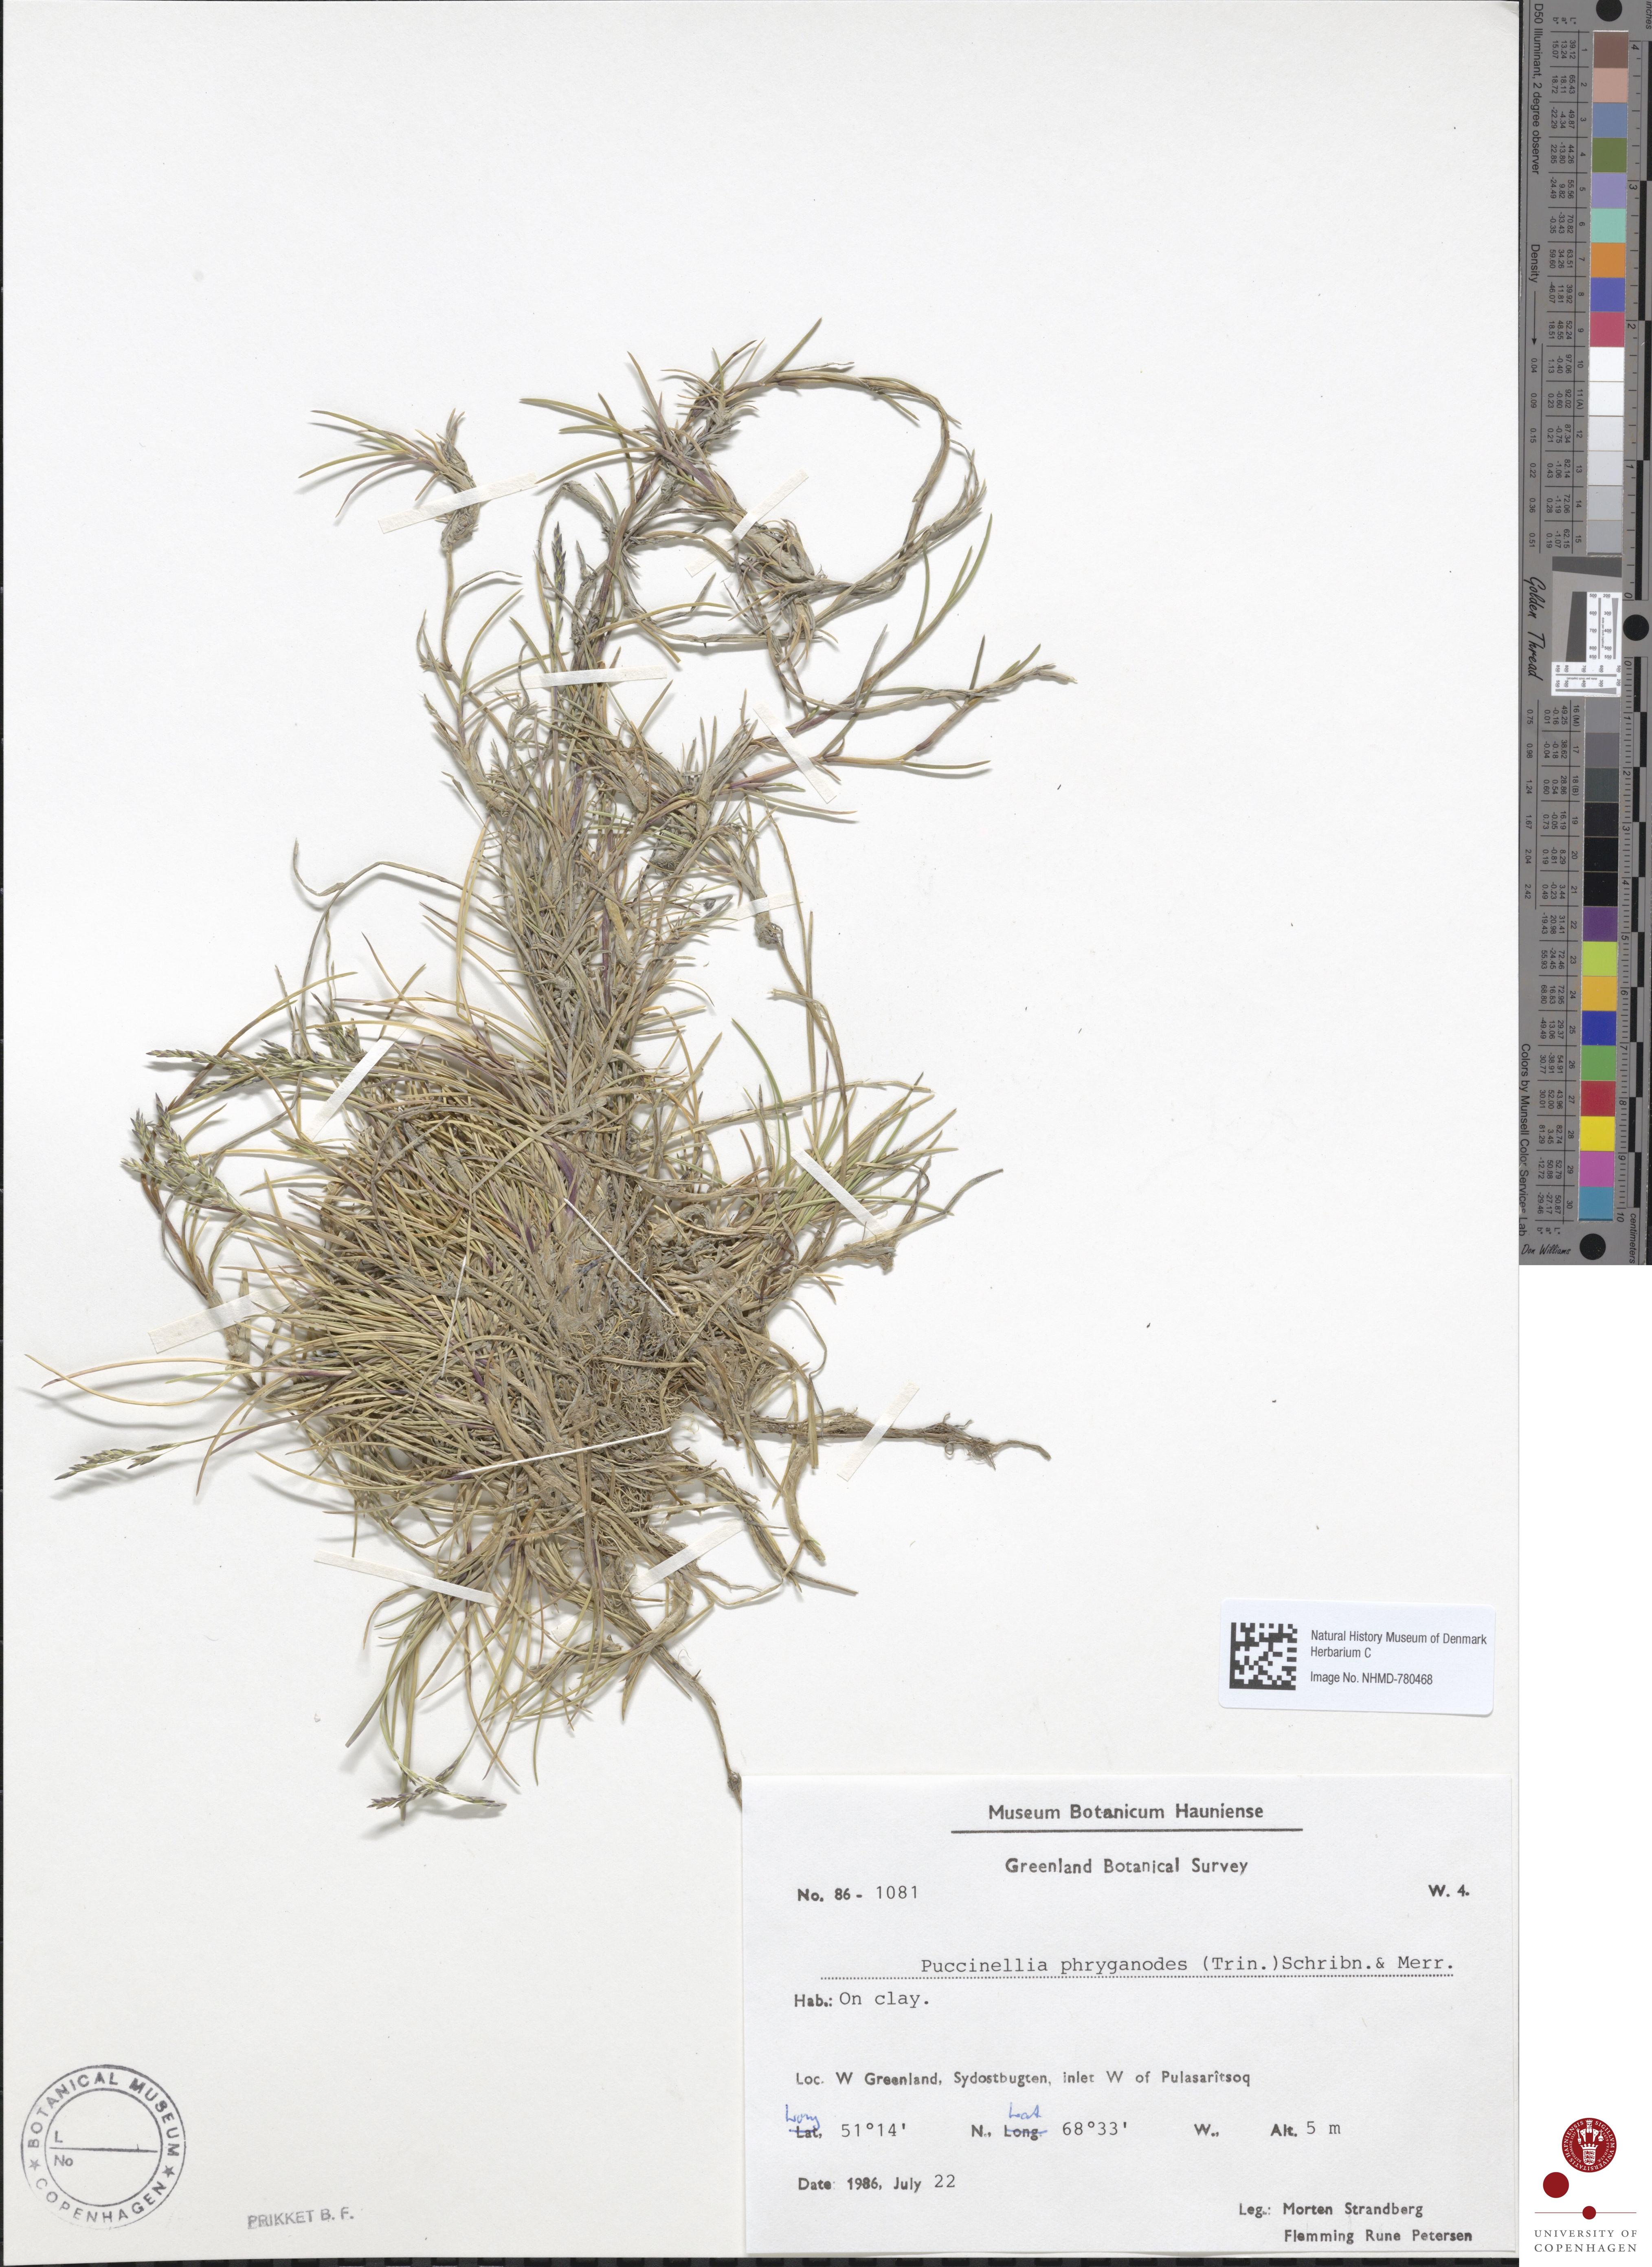 Natural History Museum of Denmark
Herbarium C
Image No. NHMD-780468
Museum Botanicum Hauniense
Greenland Botanical Survey
No. 86 - 1081 W. 4.
Puccinellia phryganodes (Trin.)Schribn.& Merr.
Hab.: On clay.
Loc. W Greenland, Sydostbugten, inlet W of Pulasarîtsoq
Long Lat
Lat, 51°14' N., Long. 68°33' W., Alt. 5 m
Date: 1986, July 22
Leg.: Morten Strandberg
Flemming Rune Petersen
BOTANICAL MUSEUM
L
No
COPENHAGEN
PRIKKET B. F.
D50 Illuminant, 2 degree observer
Density
Golden Thread
Colors by Munsell Color Services Lab
Don Williams
inches
centimeters
UNIVERSITY OF
COPENHAGEN